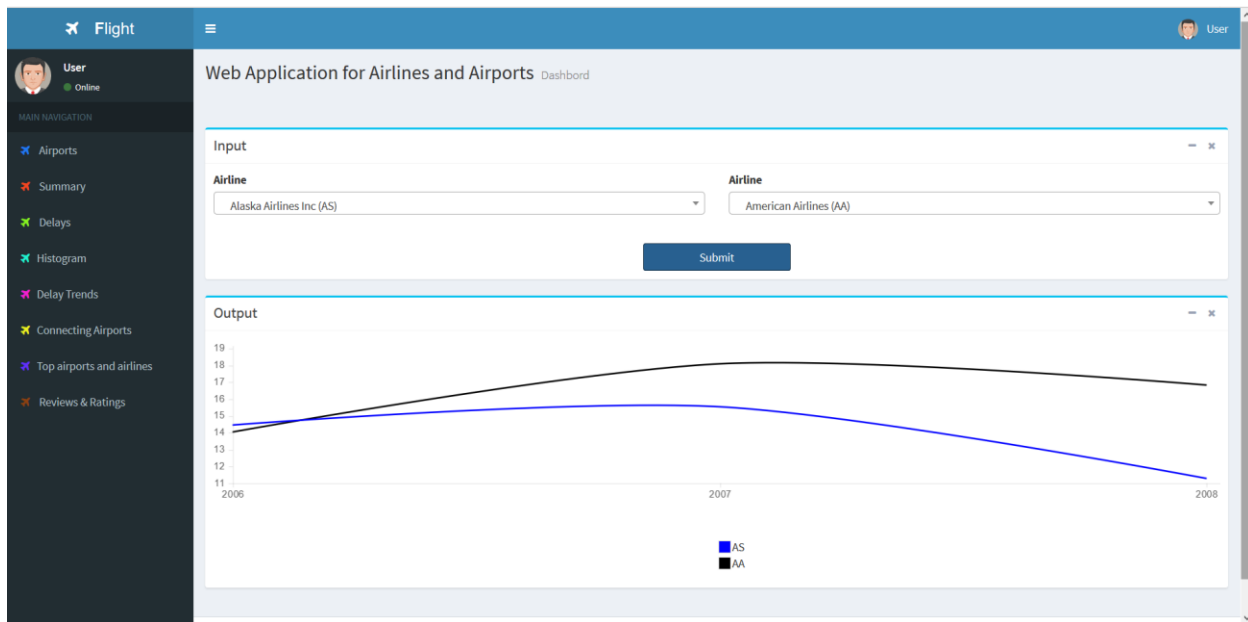 Flight
User
User
Online
Web Application for Airlines and Airports Dashbord
MAIN NAVIGATION
Airports
Summary
Delays
Histogram
Delay Trends
Connecting Airports
Top airports and airlines
Reviews & Ratings
Input
Airline Airline
Alaska Airlines Inc (AS) American Airlines (AA)
Submit
Output
19
18
17
16
15
14
13
12
11
2006 2007 2008
AS
AA